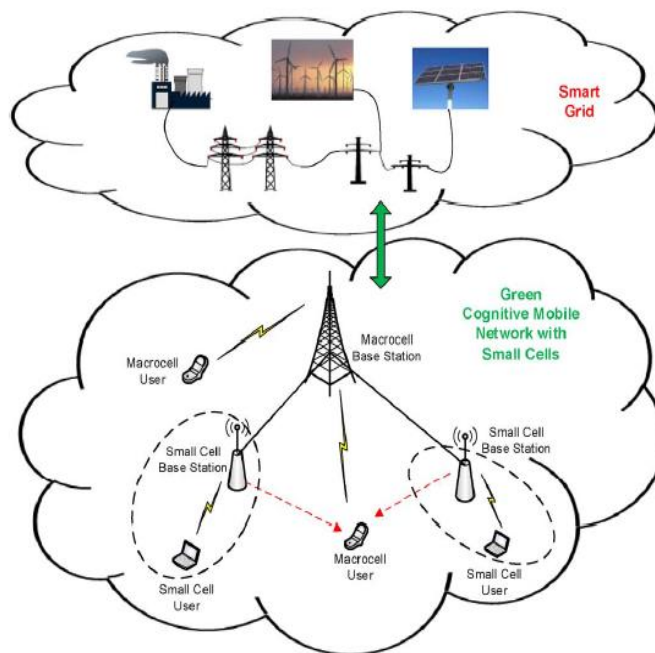 Smart
Grid
Green
Cognitive Mobile
Network with
Small Cells
Macrocell
Base Station
Macrocell
User
Small Cell
Base Station
Small Cell
Base Station
Macrocell
User
Small Cell
User
Small Cell
User